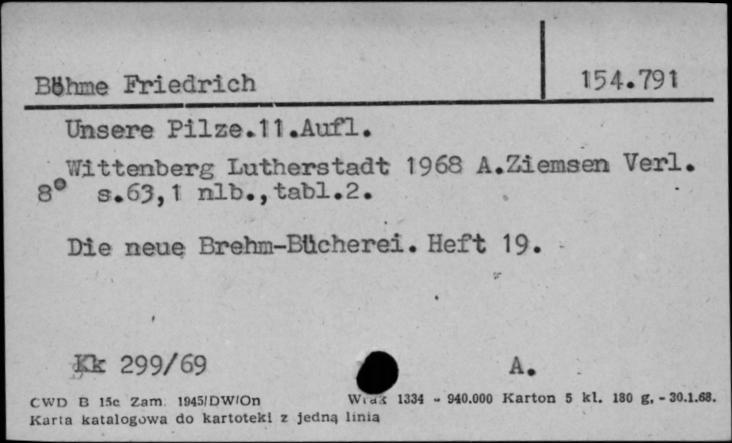 Böhme Friedrich
154.791
Unsere Pilze.11.Aufl.
Wittenberg Lutherstadt 1968 A.Ziemsen Verl.
8° s.63,1 nlb.,tabl.2.
Die neue Brehm-Bücherei. Heft 19.
Kk 299/69 A.
CWD B 15c Zam. 1945/DW/On 1334 - 940.000 Karton 5 kl. 180 g. - 30.1.68.
Karta katalogowa do kartoteki z jedną linią